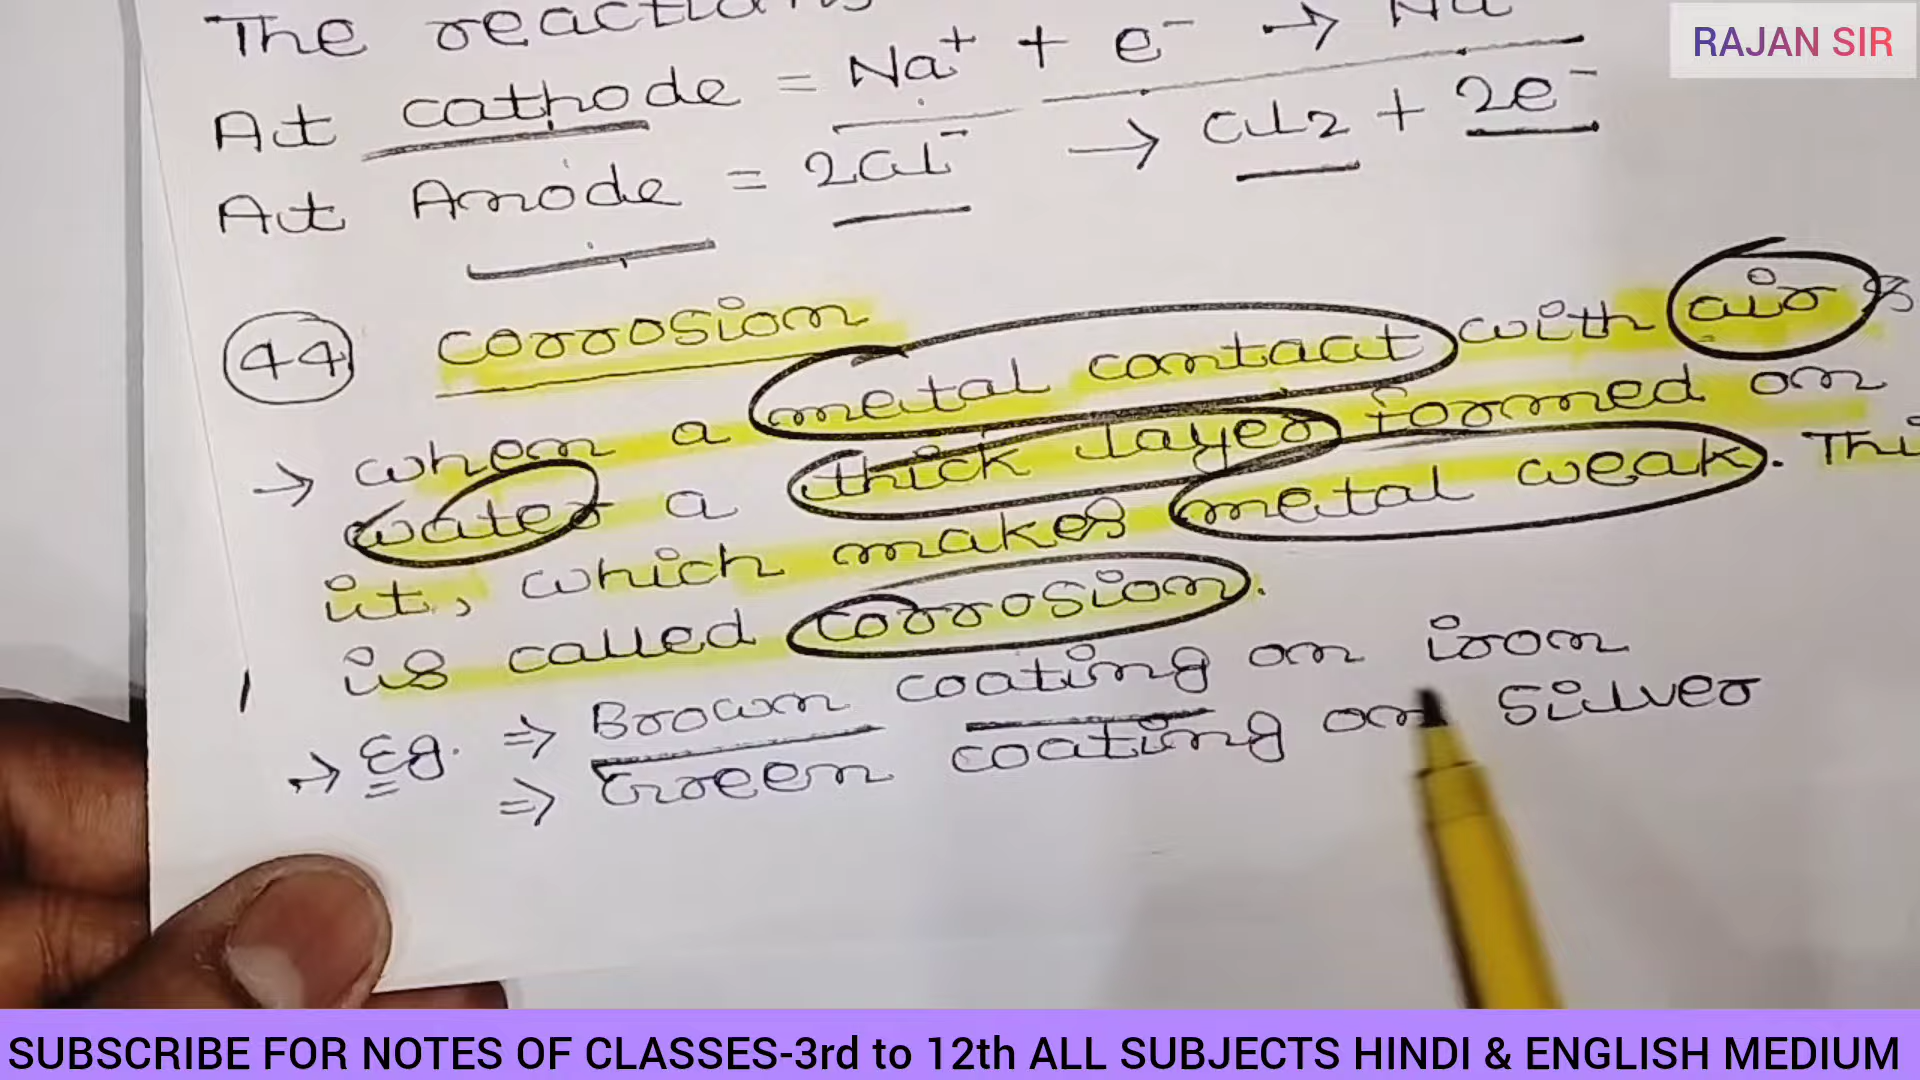 RAJAN SIR
The reactions
At cathode = Na⁺ + e⁻ → Na
At Anode = 2Cl⁻ → Cl₂ + 2e⁻
44 corrosion
→ when a metal contact with air &
water a thick layer formed on
it, which makes metal weak. Thi
is called corrosion.
→ Eg. ⇒ Brown coating on iron
⇒ Green coating on Silver
SUBSCRIBE FOR NOTES OF CLASSES-3rd to 12th ALL SUBJECTS HINDI & ENGLISH MEDIUM